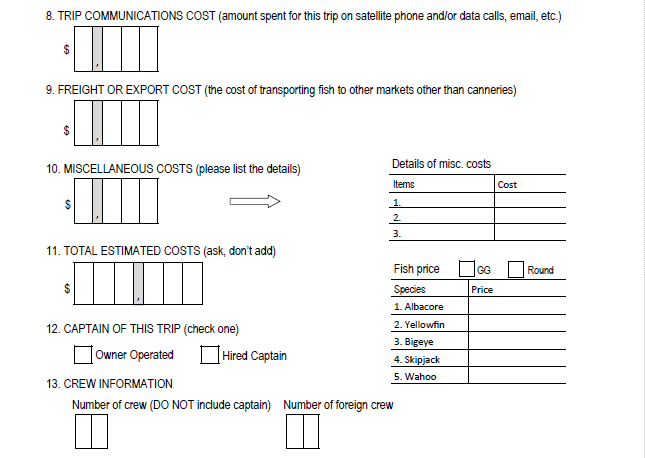 8. TRIP COMMUNICATIONS COST (amount spent for this trip on satellite phone and/or data calls, email, etc.)
$ ,
9. FREIGHT OR EXPORT COST (the cost of transporting fish to other markets other than canneries)
$ ,
10. MISCELLANEOUS COSTS (please list the details)
$ ,
Details of misc. costs
Items Cost
1.
2.
3.
11. TOTAL ESTIMATED COSTS (ask, don't add)
$ ,
Fish price GG Round
Species Price
1. Albacore
2. Yellowfin
3. Bigeye
4. Skipjack
5. Wahoo
12. CAPTAIN OF THIS TRIP (check one)
Owner Operated Hired Captain
13. CREW INFORMATION
Number of crew (DO NOT include captain) Number of foreign crew